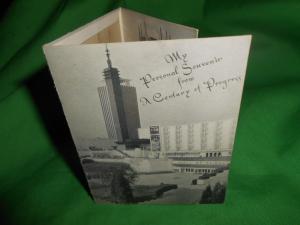 My
Personal Souvenir
from
A Century of Progress